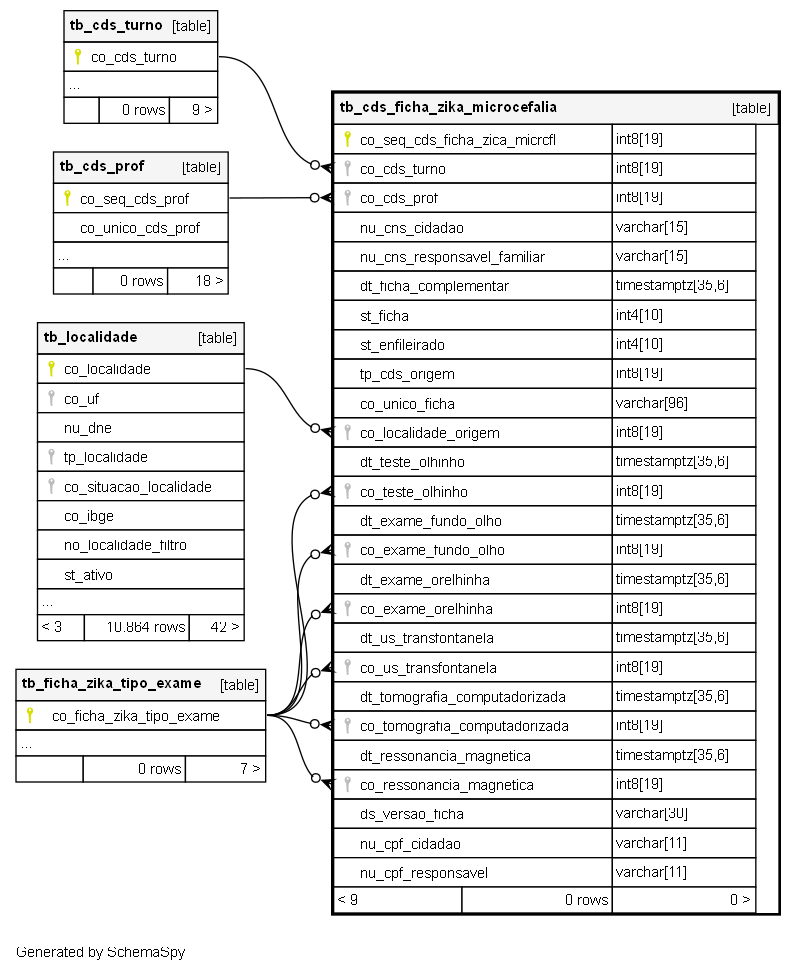 tb_cds_turno [table]
co_cds_turno
...
0 rows 9 >
tb_cds_prof [table]
co_seq_cds_prof
co_unico_cds_prof
...
0 rows 18 >
tb_localidade [table]
co_localidade
co_uf
nu_dne
tp_localidade
co_situacao_localidade
co_ibge
no_localidade_filtro
st_ativo
...
< 3 10.864 rows 42 >
tb_ficha_zika_tipo_exame [table]
co_ficha_zika_tipo_exame
...
0 rows 7 >
tb_cds_ficha_zika_microcefalia [table]
co_seq_cds_ficha_zica_micrcfl int8[19]
co_cds_turno int8[19]
co_cds_prof int8[19]
nu_cns_cidadao varchar[15]
nu_cns_responsavel_familiar varchar[15]
dt_ficha_complementar timestamptz[35,6]
st_ficha int4[10]
st_enfileirado int4[10]
tp_cds_origem int8[19]
co_unico_ficha varchar[96]
co_localidade_origem int8[19]
dt_teste_olhinho timestamptz[35,6]
co_teste_olhinho int8[19]
dt_exame_fundo_olho timestamptz[35,6]
co_exame_fundo_olho int8[19]
dt_exame_orelhinha timestamptz[35,6]
co_exame_orelhinha int8[19]
dt_us_transfontanela timestamptz[35,6]
co_us_transfontanela int8[19]
dt_tomografia_computadorizada timestamptz[35,6]
co_tomografia_computadorizada int8[19]
dt_ressonancia_magnetica timestamptz[35,6]
co_ressonancia_magnetica int8[19]
ds_versao_ficha varchar[30]
nu_cpf_cidadao varchar[11]
nu_cpf_responsavel varchar[11]
< 9 0 rows 0 >
Generated by SchemaSpy